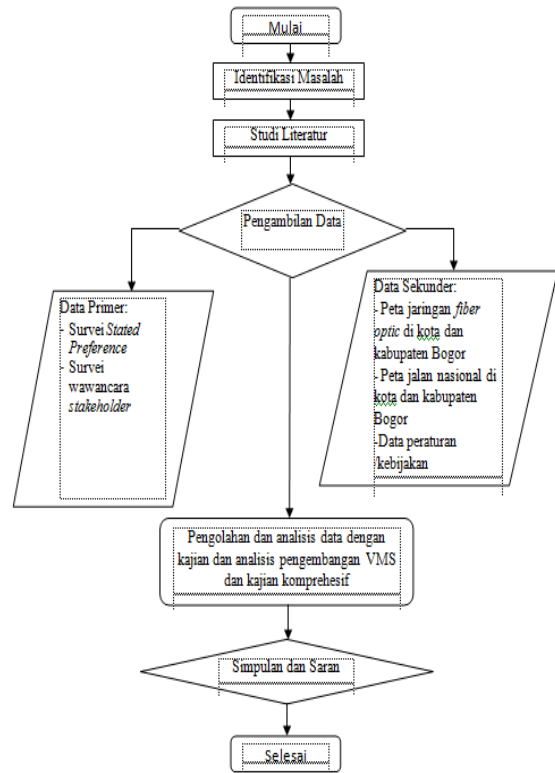 Mulai
Identifikasi Masalah
Studi Literatur
Pengambilan Data
Data Primer:
- Survei Stated
Preference
- Survei
wawancara
stakeholder
Data Sekunder:
- Peta jaringan fiber
optic di kota dan
kabupaten Bogor
- Peta jalan nasional di
kota dan kabupaten
Bogor
-Data peraturan
/kebijakan
Pengolahan dan analisis data dengan
kajian dan analisis pengembangan VMS
dan kajian komprehesif
Simpulan dan Saran
Selesai